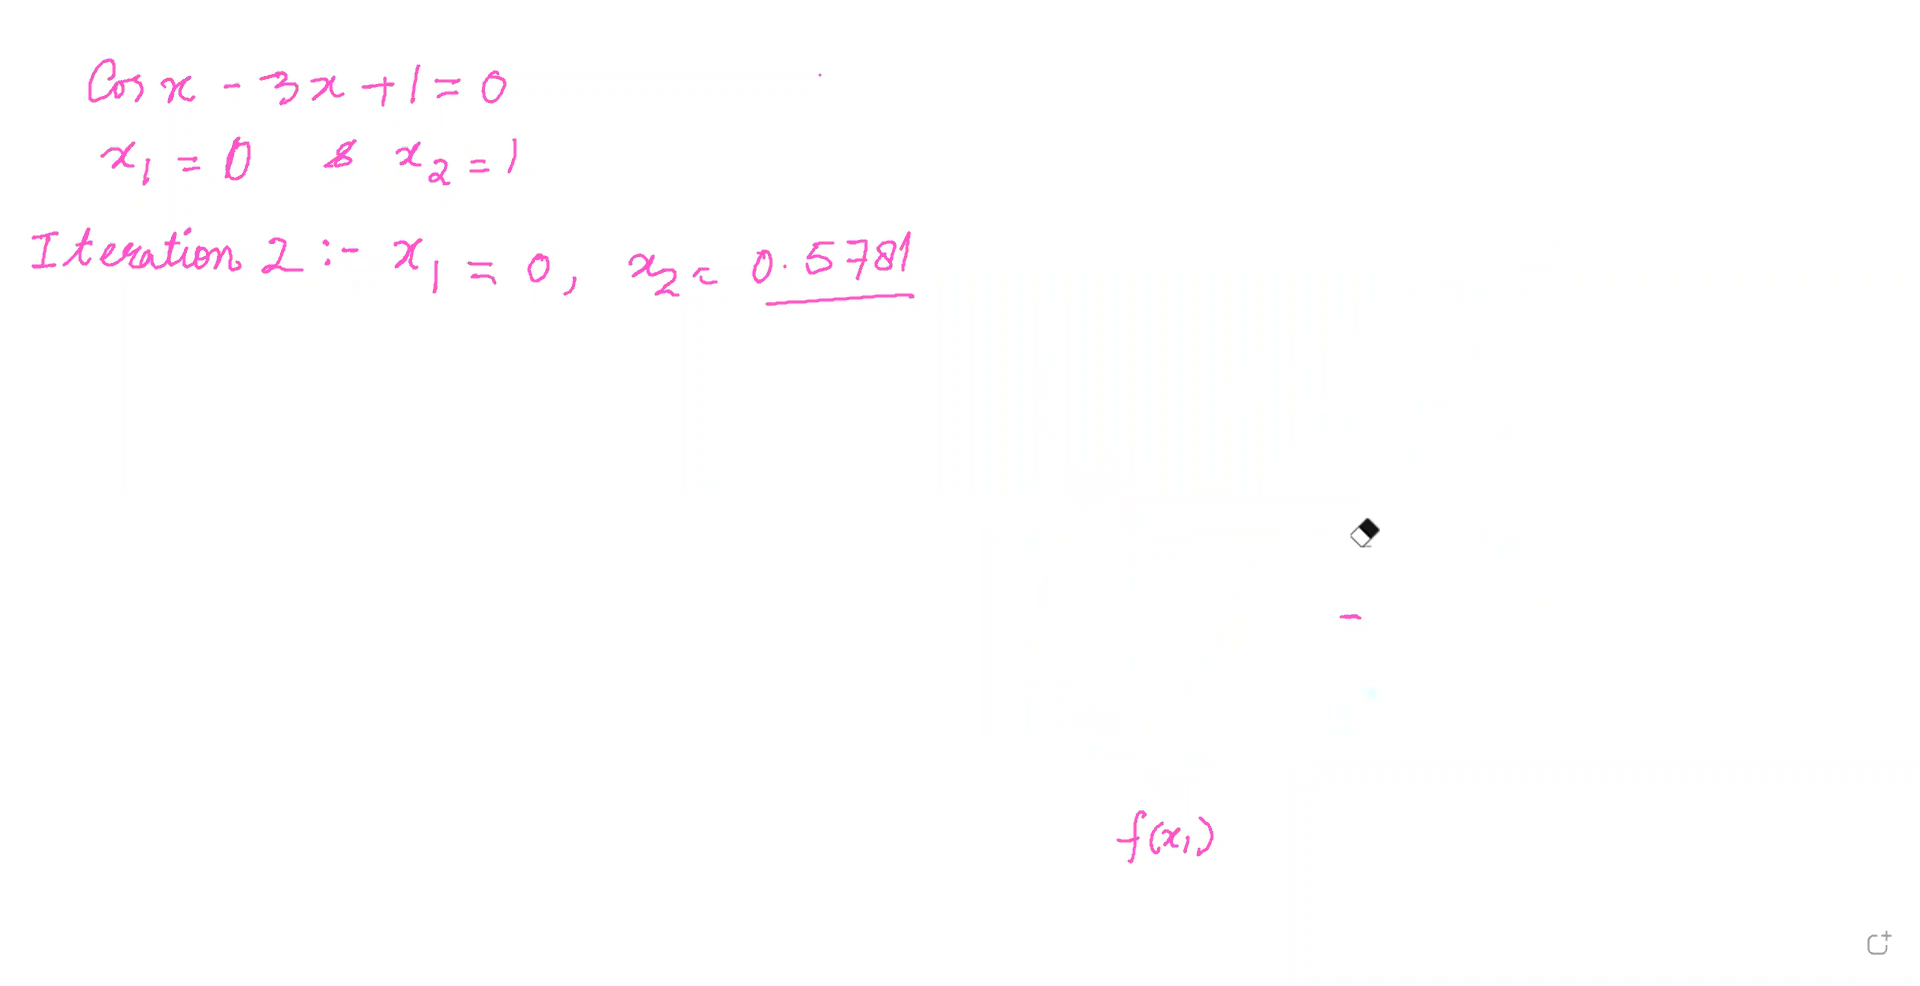 Cos x - 3x + 1 = 0
x₁ = 0 & x₂ = 1
Iteration 2 :- x₁ = 0, x₂ = 0.5781
-
f(x₁)